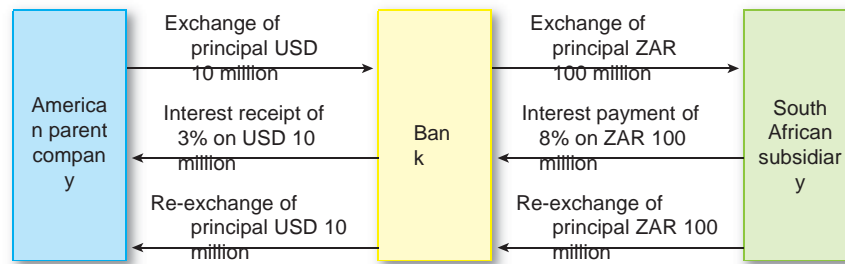 America
n parent
compan
y
Exchange of
principal USD
10 million
Interest receipt of
3% on USD 10
million
Re-exchange of
principal USD 10
million
Ban
k
Exchange of
principal ZAR
100 million
Interest payment of
8% on ZAR 100
million
Re-exchange of
principal ZAR 100
million
South
African
subsidiar
y